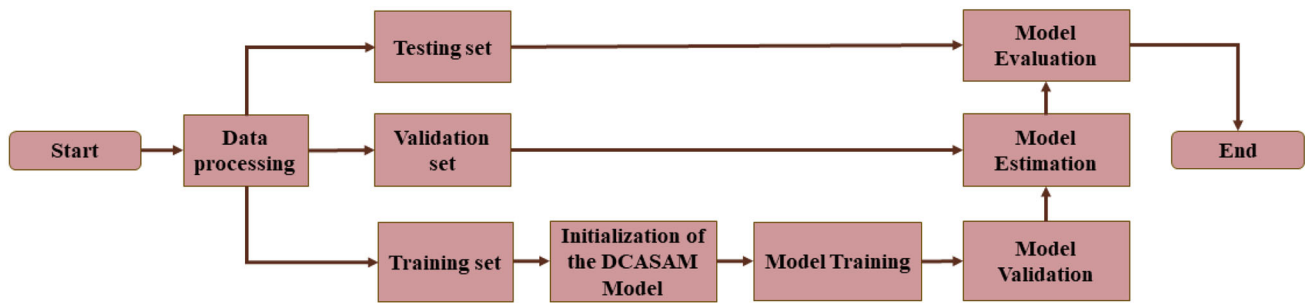 Start
Data
processing
Testing set
Validation
set
Training set
Initialization of
the DCASAM
Model
Model Training
Model
Validation
Model
Estimation
Model
Evaluation
End